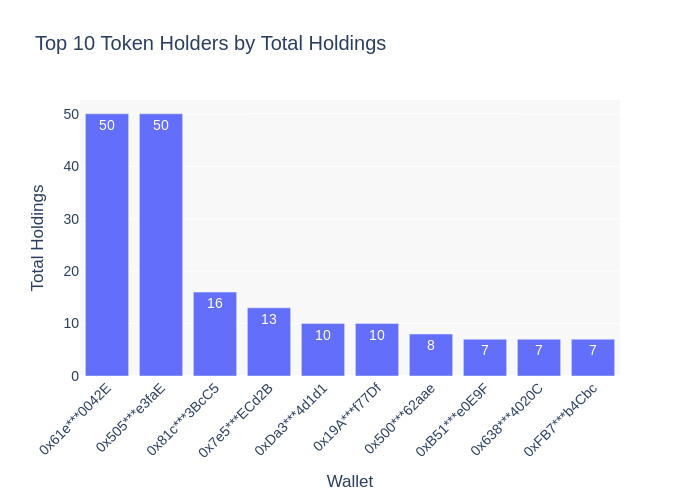 Top 10 Token Holders by Total Holdings
Total Holdings
50
40
30
20
10
0
50
50
16
13
10
10
8
7
7
7
0x61e***0042E
0x505***e3faE
0x81c***3BcC5
0x7e5***ECd2B
0xDa3***4d1d1
0x19A***f77Df
0x500***62aae
0xB51***e0E9F
0x638***4020C
0xFB7***b4Cbc
Wallet